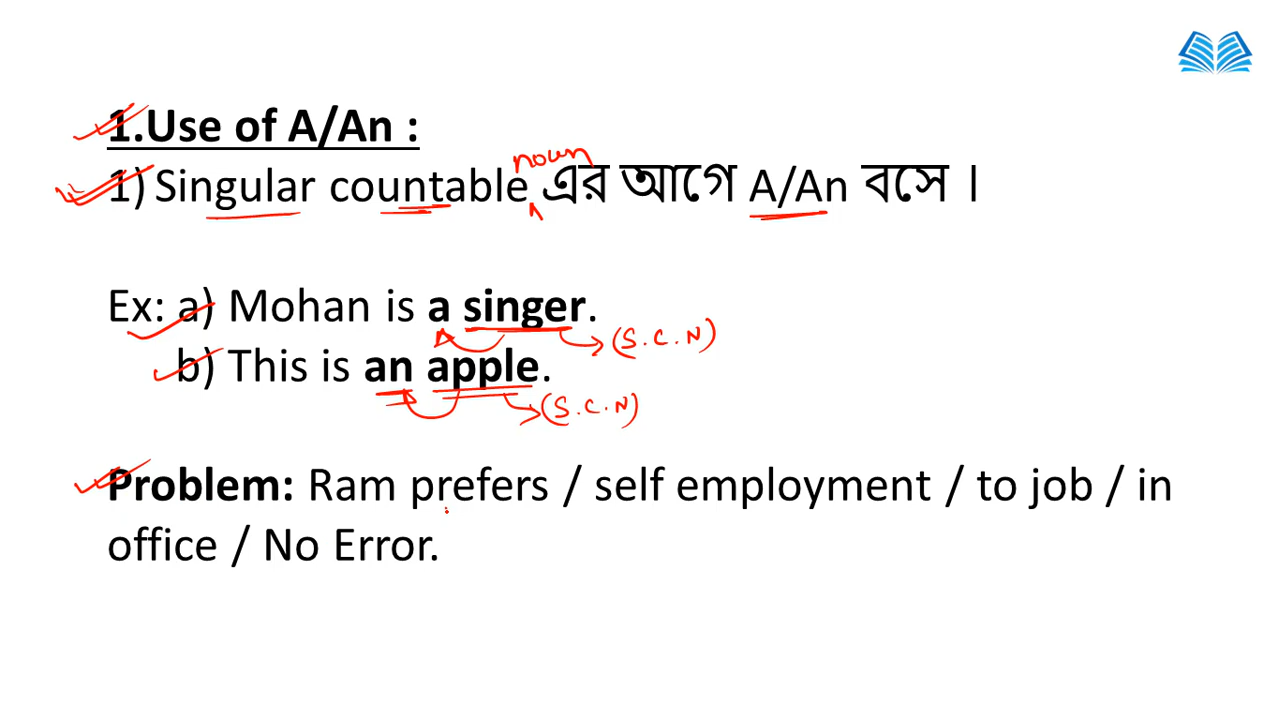 1.Use of A/An :
noun
1) Singular countable এর আগে A/An বসে ।
Ex: a) Mohan is a singer.
(S.C.N)
b) This is an apple.
(S.C.N)
Problem: Ram prefers / self employment / to job / in
office / No Error.